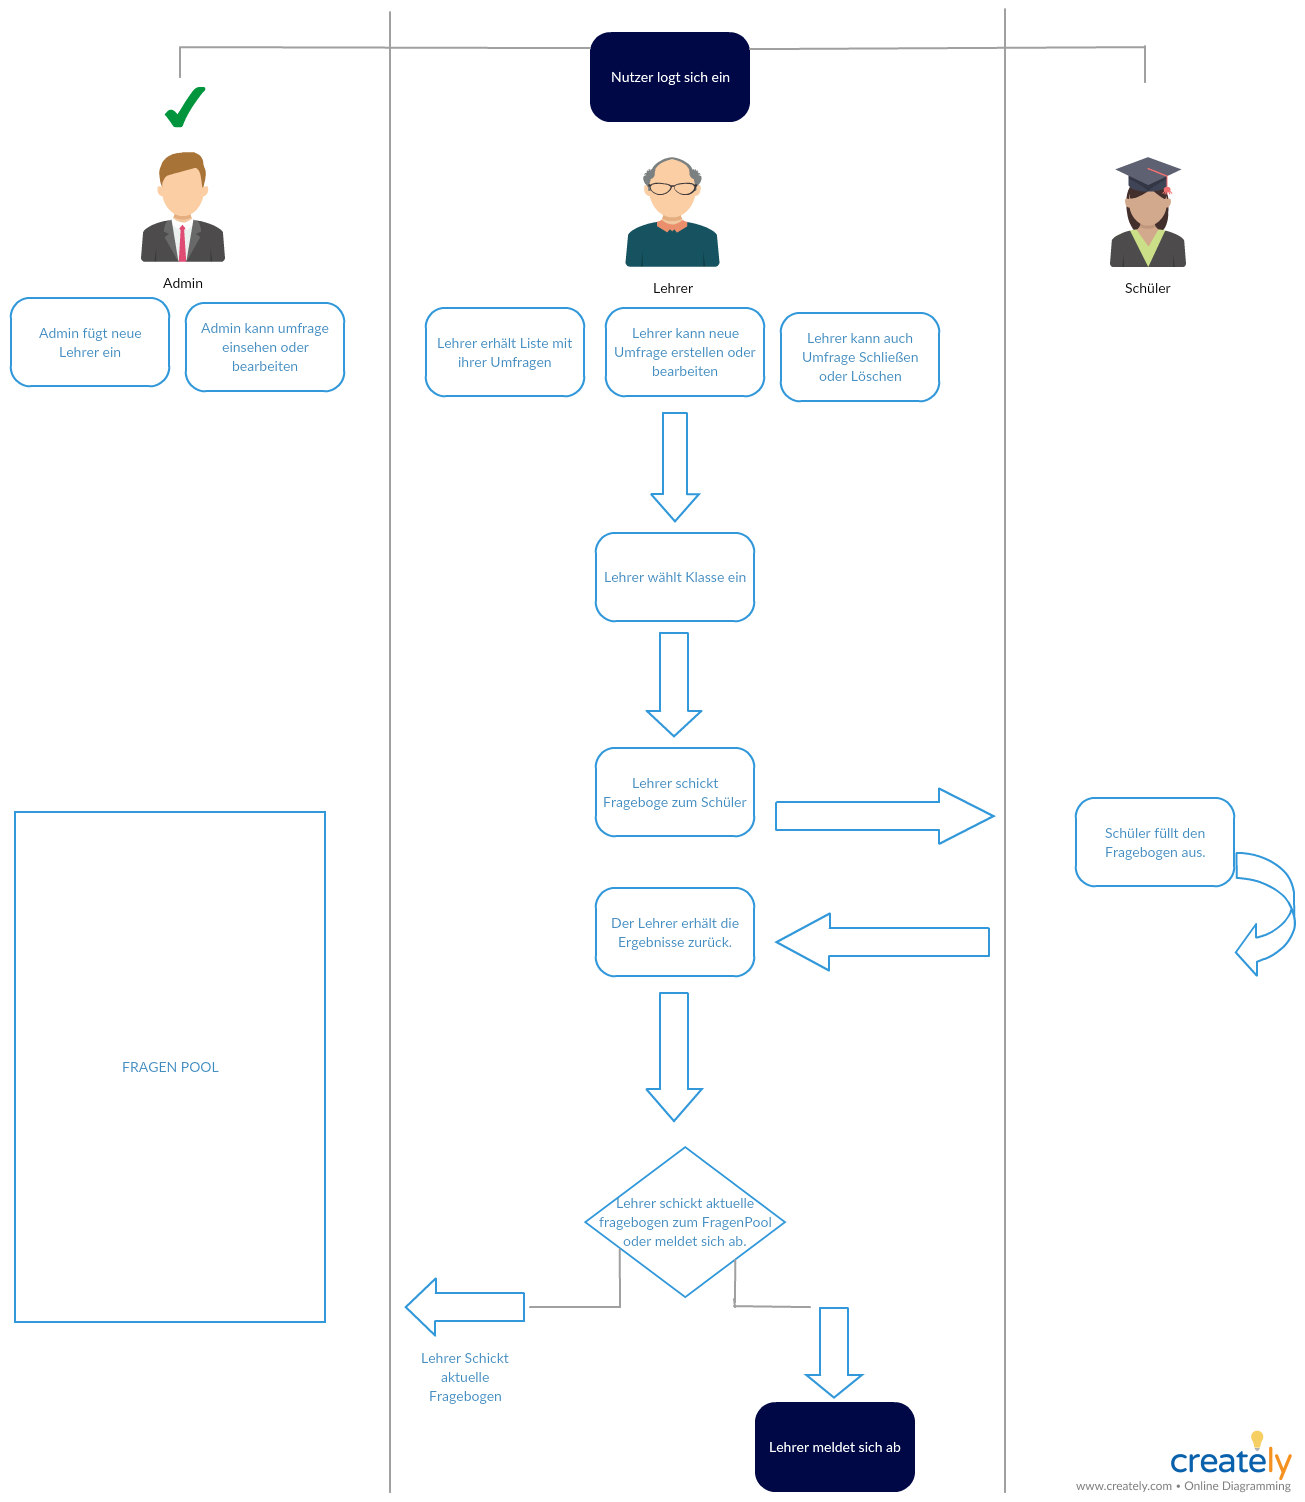 Nutzer logt sich ein
Admin
Lehrer
Schüler
Admin fügt neue
Lehrer ein
Admin kann umfrage
einsehen oder
bearbeiten
Lehrer erhält Liste mit
ihrer Umfragen
Lehrer kann neue
Umfrage erstellen oder
bearbeiten
Lehrer kann auch
Umfrage Schließen
oder Löschen
Lehrer wählt Klasse ein
Lehrer schickt
Frageboge zum Schüler
Schüler füllt den
Fragebogen aus.
Der Lehrer erhält die
Ergebnisse zurück.
FRAGEN POOL
Lehrer schickt aktuelle
fragebogen zum FragenPool
oder meldet sich ab.
Lehrer Schickt
aktuelle
Fragebogen
Lehrer meldet sich ab
creately
www.creately.com • Online Diagramming